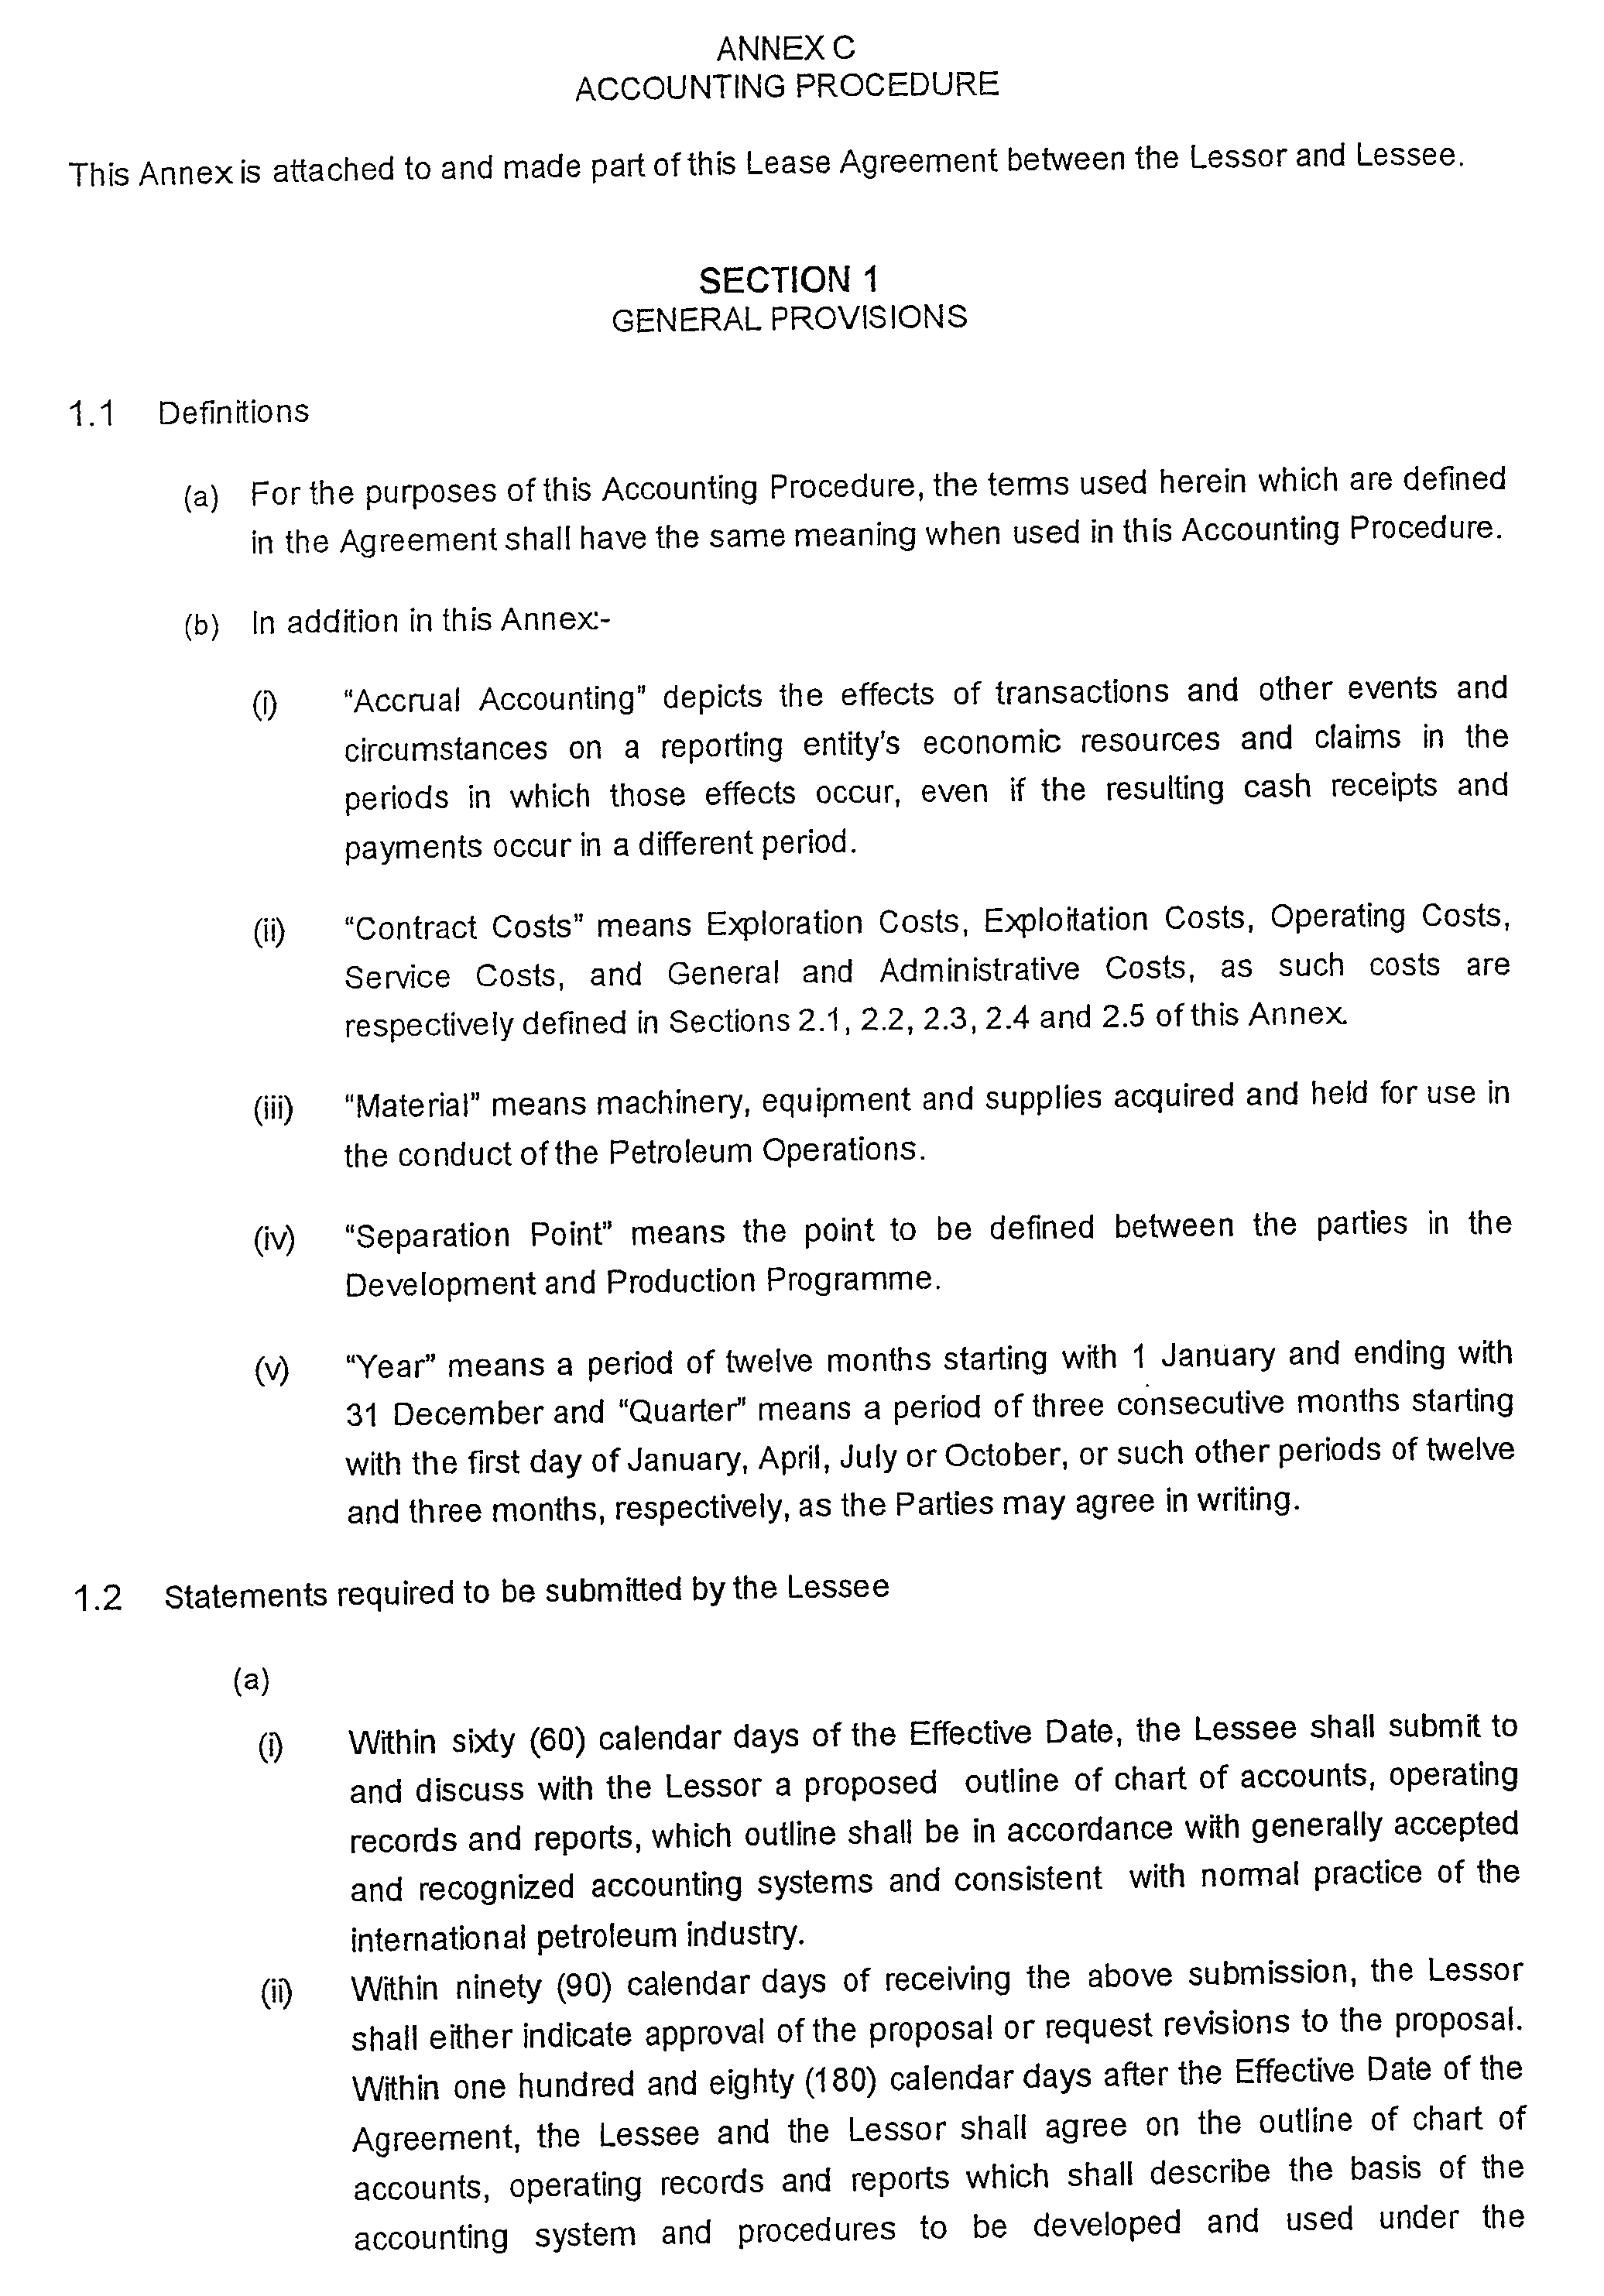 ANNEX C
ACCOUNTING PROCEDURE
This Annex is attached to and made part of this Lease Agreement between the Lessor and Lessee.
SECTION 1
GENERAL PROVISIONS
1.1 Definitions
(a) For the purposes of this Accounting Procedure, the terms used herein which are defined
in the Agreement shall have the same meaning when used in this Accounting Procedure.
(b) In addition in this Annex:-
(i) "Accrual Accounting" depicts the effects of transactions and other events and
circumstances on a reporting entity's economic resources and claims in the
periods in which those effects occur, even if the resulting cash receipts and
payments occur in a different period.
(ii) "Contract Costs" means Exploration Costs, Exploitation Costs, Operating Costs,
Service Costs, and General and Administrative Costs, as such costs are
respectively defined in Sections 2.1, 2.2, 2.3, 2.4 and 2.5 of this Annex.
(iii) "Material" means machinery, equipment and supplies acquired and held for use in
the conduct of the Petroleum Operations.
(iv) "Separation Point" means the point to be defined between the parties in the
Development and Production Programme.
(v) "Year" means a period of twelve months starting with 1 January and ending with
31 December and "Quarter" means a period of three consecutive months starting
with the first day of January, April, July or October, or such other periods of twelve
and three months, respectively, as the Parties may agree in writing.
1.2 Statements required to be submitted by the Lessee
(a)
(i) Within sixty (60) calendar days of the Effective Date, the Lessee shall submit to
and discuss with the Lessor a proposed outline of chart of accounts, operating
records and reports, which outline shall be in accordance with generally accepted
and recognized accounting systems and consistent with normal practice of the
international petroleum industry.
(ii) Within ninety (90) calendar days of receiving the above submission, the Lessor
shall either indicate approval of the proposal or request revisions to the proposal.
Within one hundred and eighty (180) calendar days after the Effective Date of the
Agreement, the Lessee and the Lessor shall agree on the outline of chart of
accounts, operating records and reports which shall describe the basis of the
accounting system and procedures to be developed and used under the